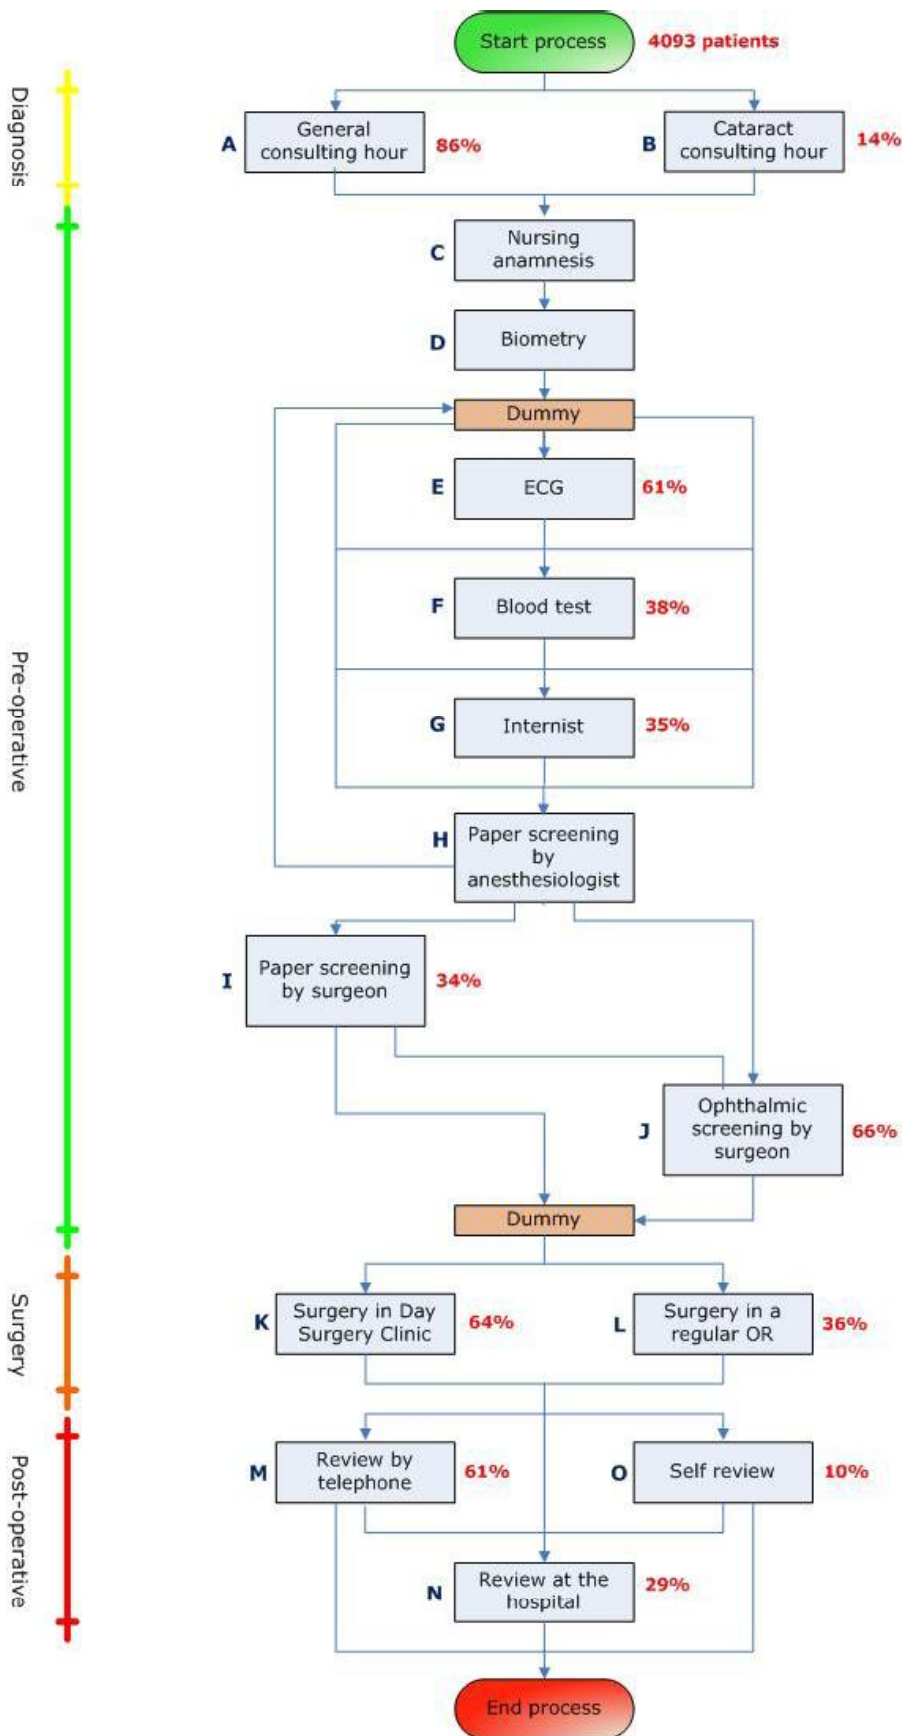 Start process
4093 patients
Diagnosis
A
General
consulting hour
86%
B
Cataract
consulting hour
14%
Pre-operative
C
Nursing
anamnesis
D
Biometry
Dummy
E
ECG
61%
F
Blood test
38%
G
Internist
35%
H
Paper screening
by
anesthesiologist
I
Paper screening
by surgeon
34%
J
Ophthalmic
screening by
surgeon
66%
Dummy
Surgery
K
Surgery in Day
Surgery Clinic
64%
L
Surgery in a
regular OR
36%
Post-operative
M
Review by
telephone
61%
O
Self review
10%
N
Review at the
hospital
29%
End process